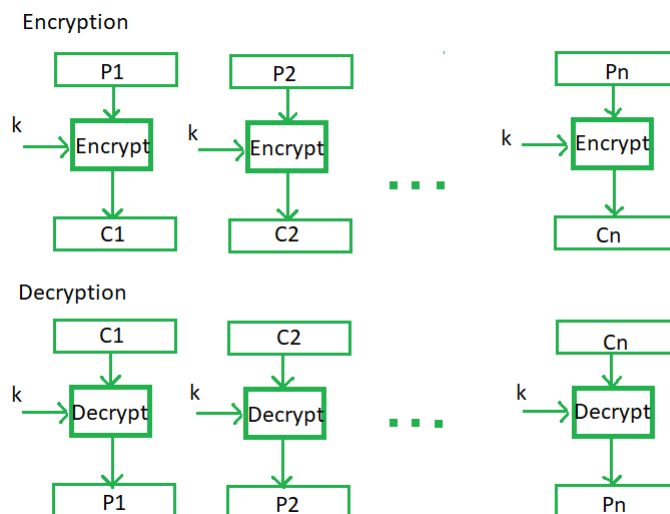 Encryption
P1 P2 Pn
k Encrypt k Encrypt k Encrypt
C1 C2 Cn
Decryption
C1 C2 Cn
k Decrypt k Decrypt k Decrypt
P1 P2 Pn